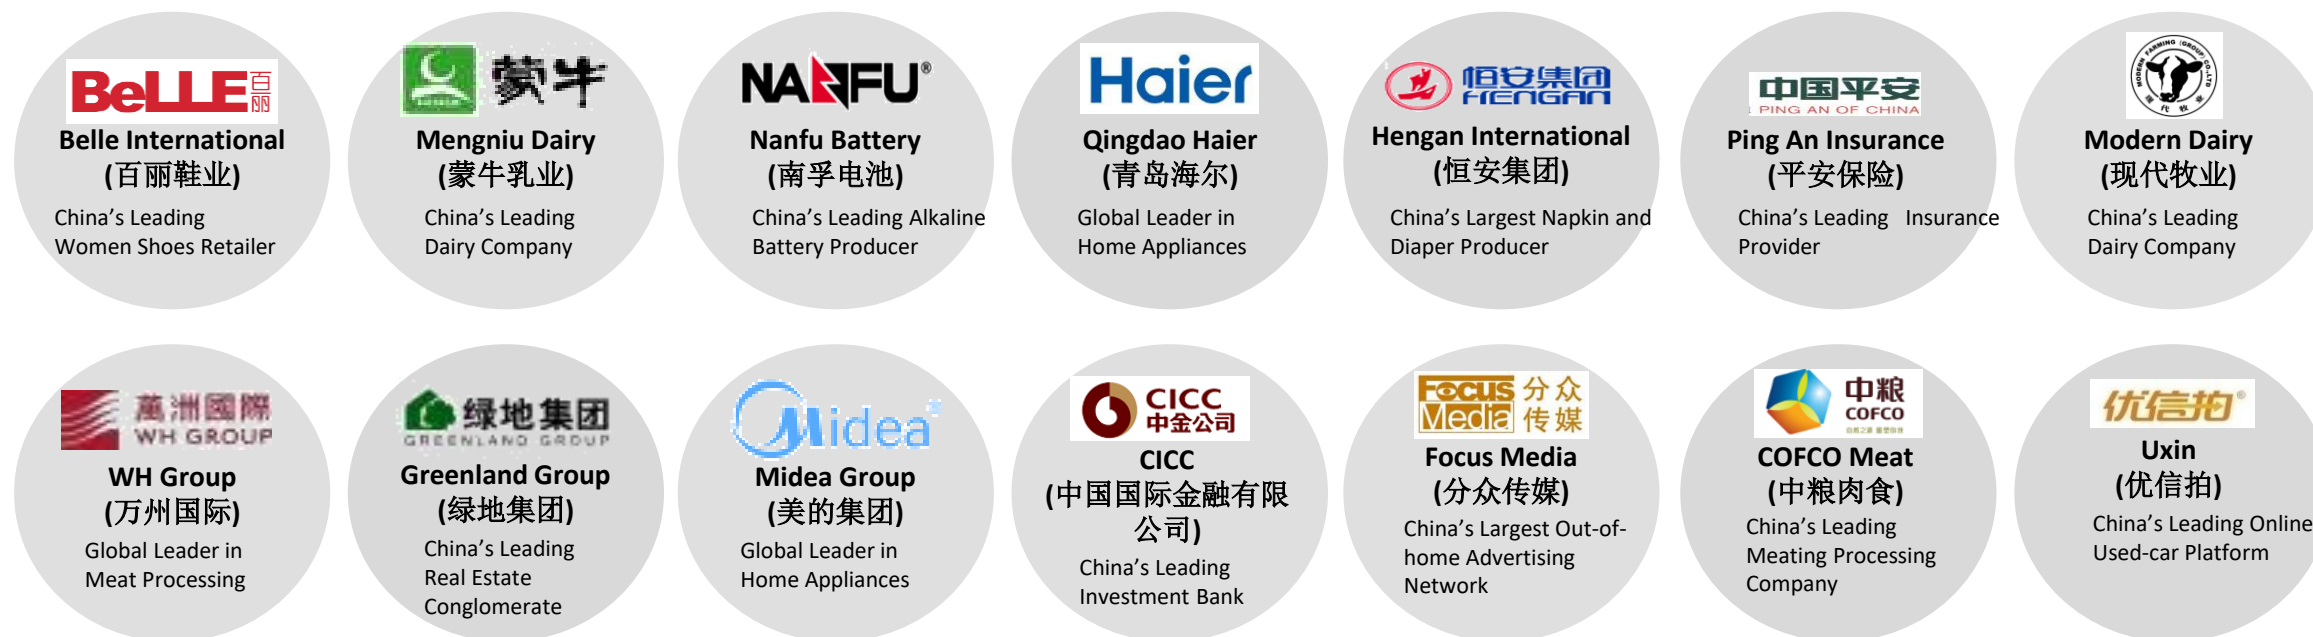 BeLLE 百丽
Belle International
(百丽鞋业)
China’s Leading
Women Shoes Retailer
蒙牛
Mengniu Dairy
(蒙牛乳业)
China’s Leading
Dairy Company
NANFU®
Nanfu Battery
(南孚电池)
China’s Leading Alkaline
Battery Producer
Haier
Qingdao Haier
(青岛海尔)
Global Leader in
Home Appliances
恒安集团
HENGAN
Hengan International
(恒安集团)
China’s Largest Napkin and
Diaper Producer
中国平安
PING AN OF CHINA
Ping An Insurance
(平安保险)
China’s Leading Insurance
Provider
MODERN FARMING (GROUP) CO.,LTD
现代牧业
Modern Dairy
(现代牧业)
China’s Leading
Dairy Company
萬洲國際
WH GROUP
WH Group
(万州国际)
Global Leader in
Meat Processing
绿地集团
GREENLAND GROUP
Greenland Group
(绿地集团)
China’s Leading
Real Estate
Conglomerate
Midea
Midea Group
(美的集团)
Global Leader in
Home Appliances
CICC
中金公司
CICC
(中国国际金融有限
公司)
China’s Leading
Investment Bank
Focus 分众
Media 传媒
Focus Media
(分众传媒)
China’s Largest Out-of-
home Advertising
Network
中粮
COFCO
COFCO Meat
(中粮肉食)
China’s Leading
Meating Processing
Company
优信拍®
Uxin
(优信拍)
China’s Leading Online
Used-car Platform